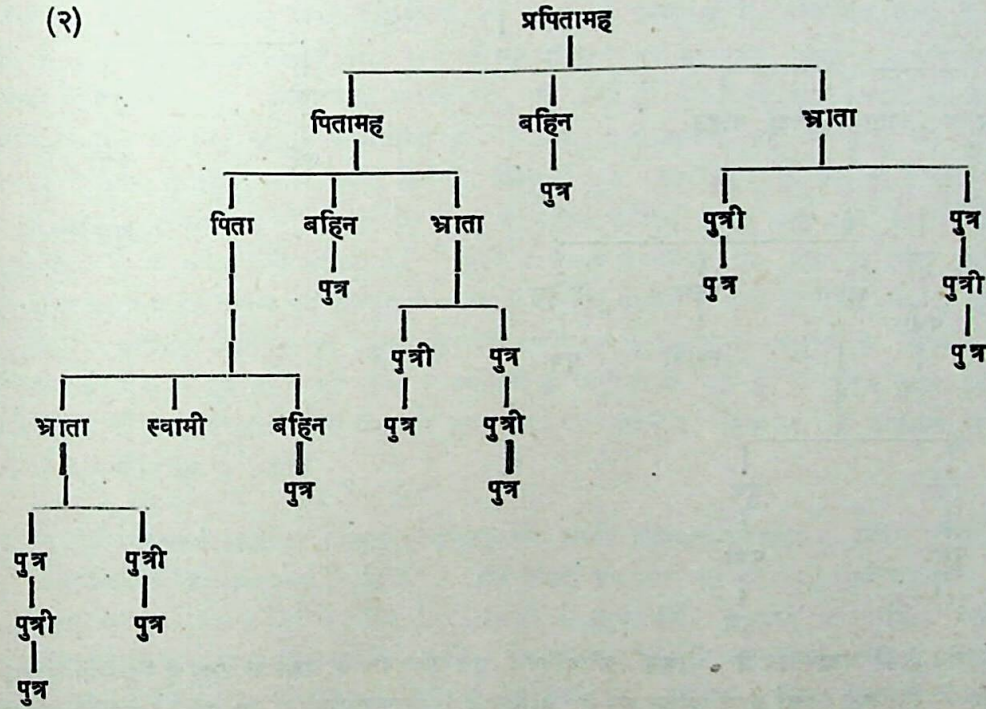 (२)
प्रपितामह
पितामह बहिन भ्राता
पुत्र
पिता बहिन भ्राता पुत्री पुत्र
पुत्र पुत्र पुत्री
पुत्री पुत्र पुत्र
भ्राता स्वामी बहिन पुत्र पुत्री
पुत्र पुत्र
पुत्र पुत्री
पुत्री पुत्र
पुत्र